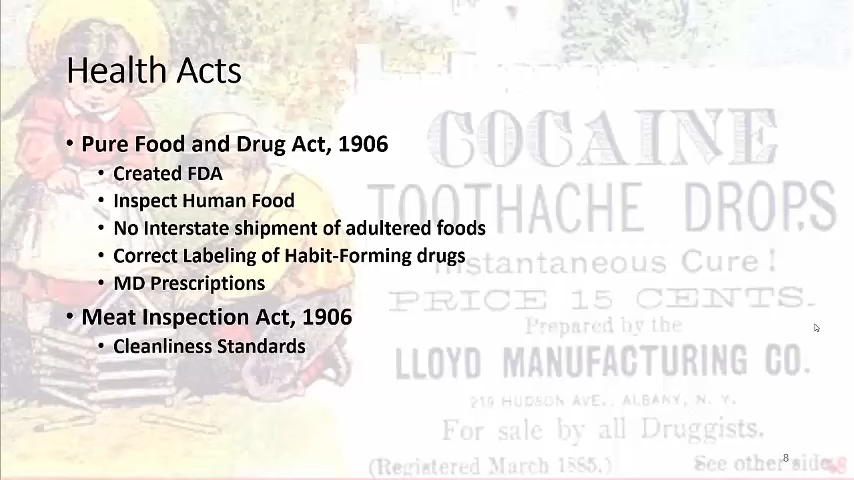 Health Acts
• Pure Food and Drug Act, 1906
• Created FDA
• Inspect Human Food
• No Interstate shipment of adultered foods
• Correct Labeling of Habit-Forming drugs
• MD Prescriptions
• Meat Inspection Act, 1906
• Cleanliness Standards
COCAINE
TOOTHACHE DROPS
Instantaneous Cure!
PRICE 15 CENTS.
Prepared by the
LLOYD MANUFACTURING CO.
219 HUDSON AVE., ALBANY, N. Y.
For sale by all Druggists.
(Registered March 1885.) See other side.
8